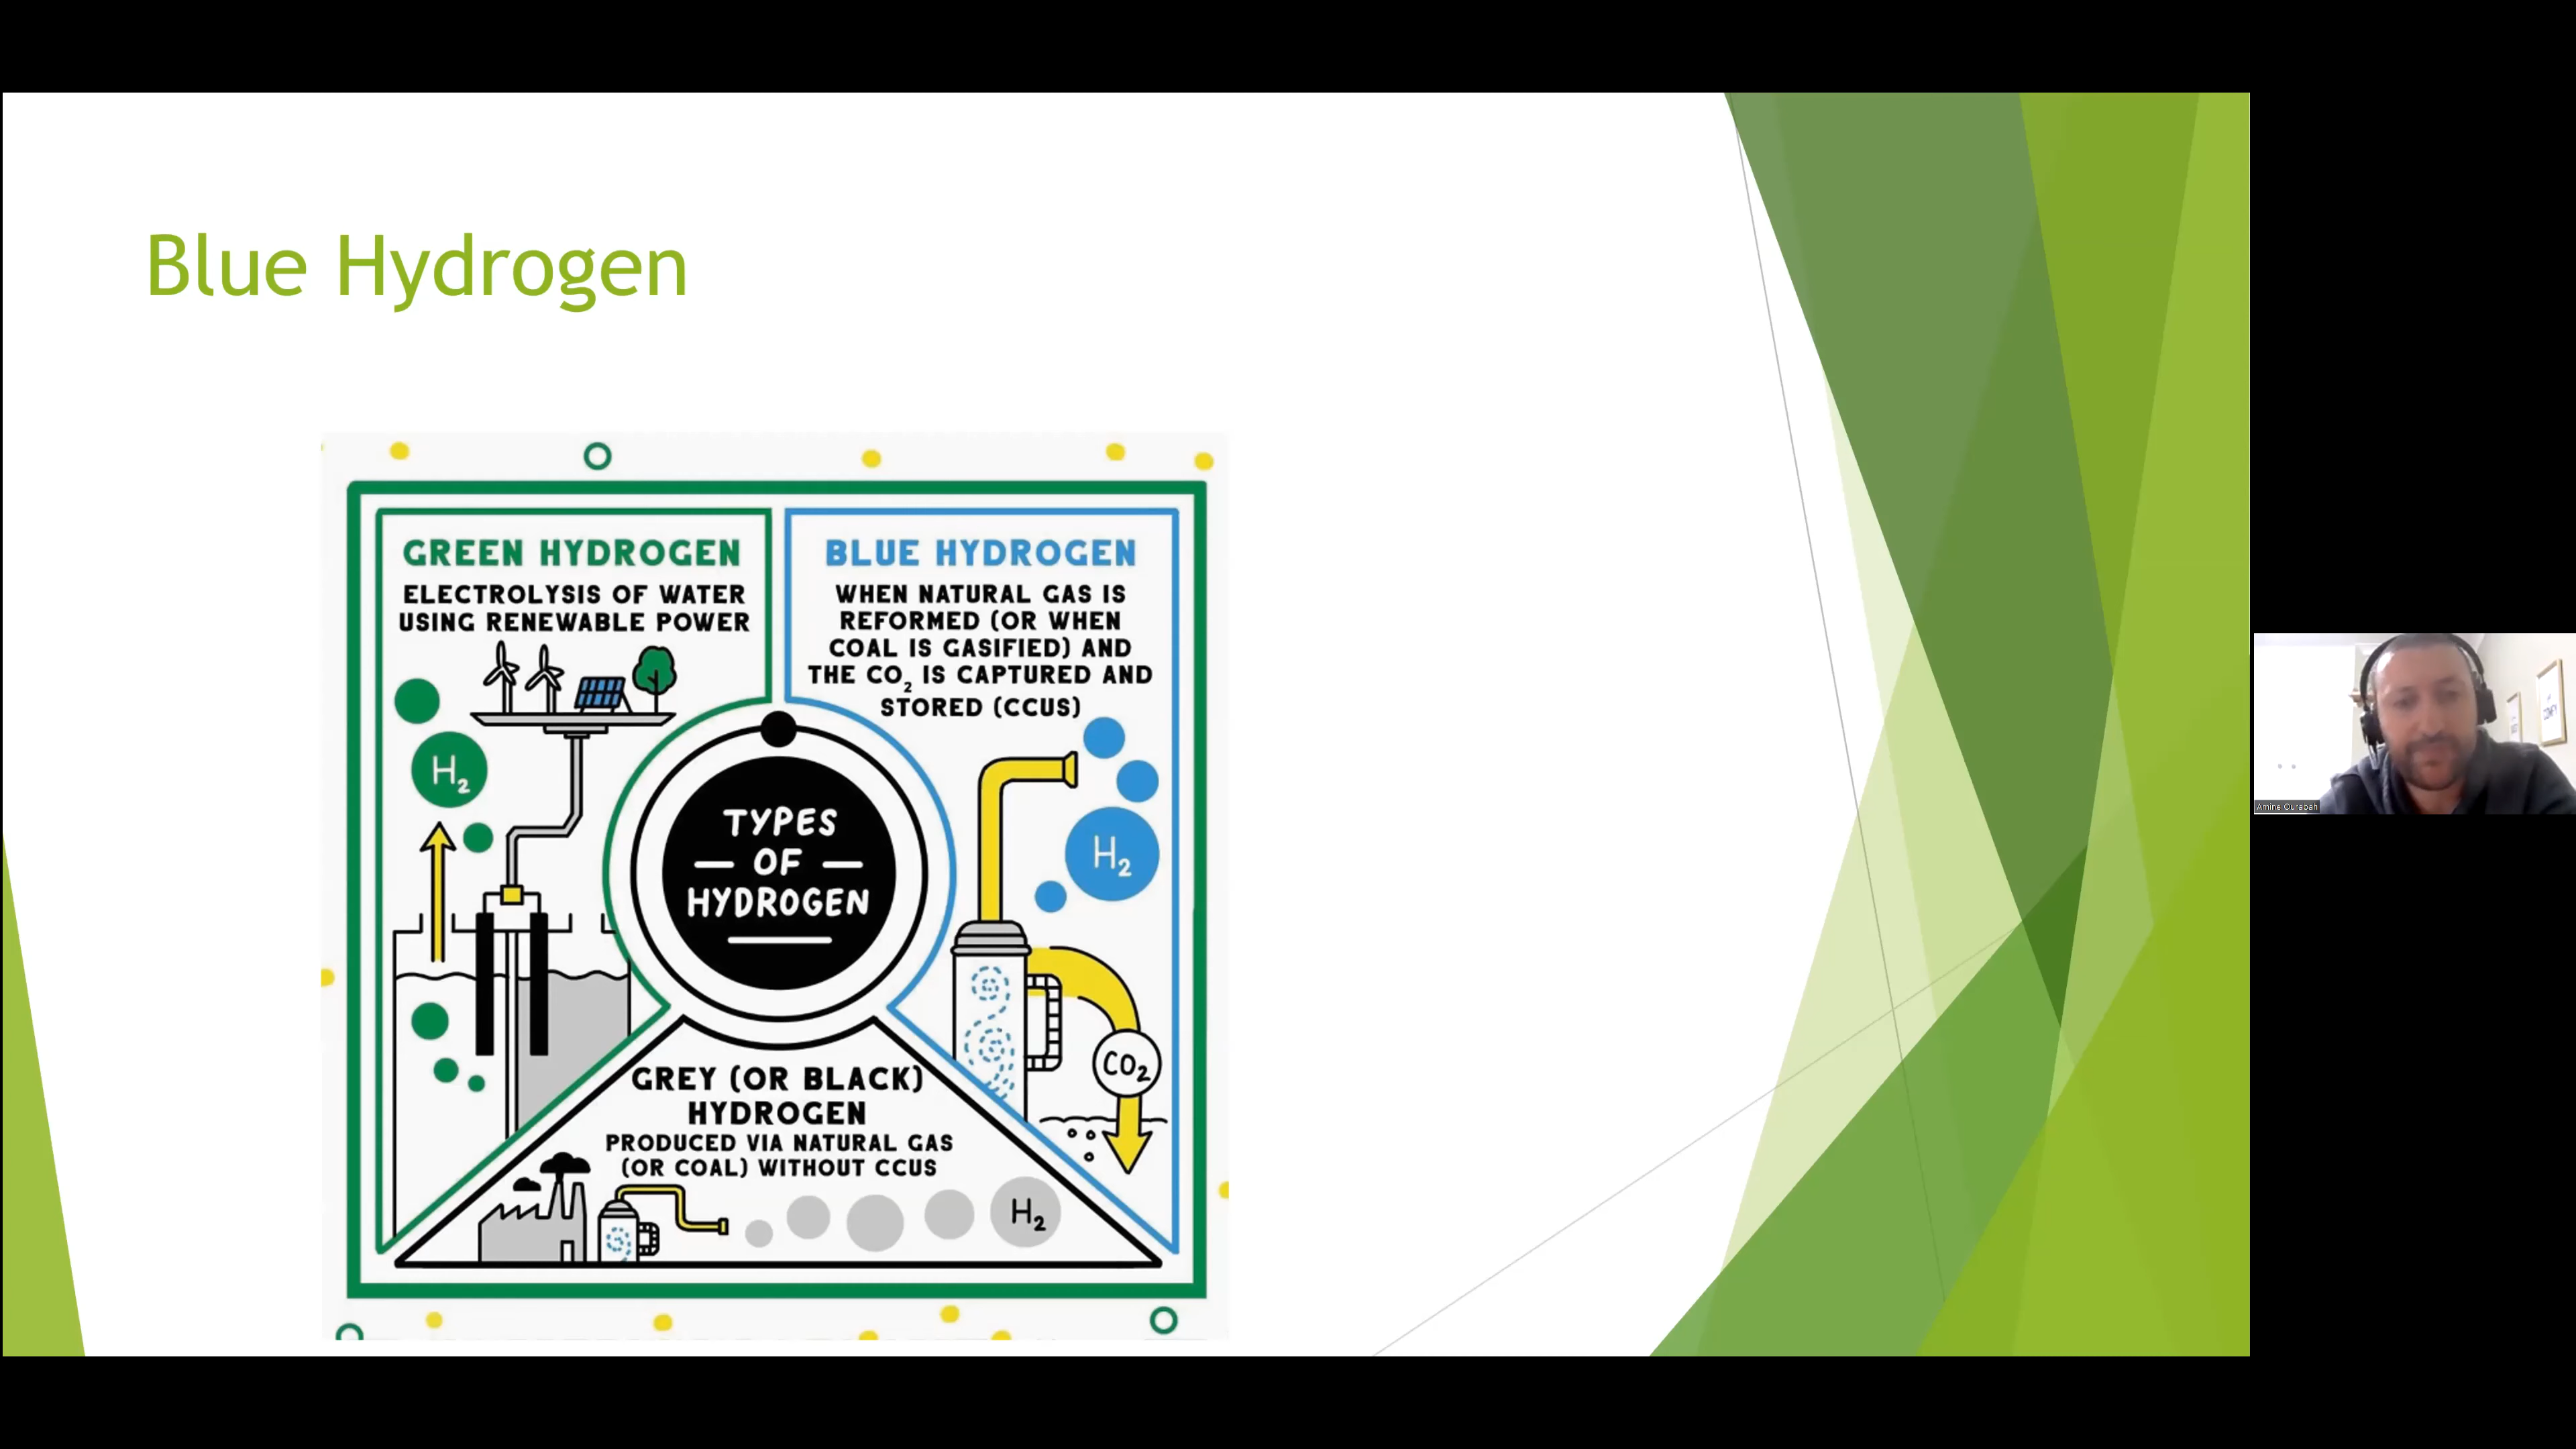 Blue Hydrogen
GREEN HYDROGEN
ELECTROLYSIS OF WATER
USING RENEWABLE POWER
H2
BLUE HYDROGEN
WHEN NATURAL GAS IS
REFORMED (OR WHEN
COAL IS GASIFIED) AND
THE CO2 IS CAPTURED AND
STORED (CCUS)
H2
CO2
TYPES
OF
HYDROGEN
GREY (OR BLACK)
HYDROGEN
PRODUCED VIA NATURAL GAS
(OR COAL) WITHOUT CCUS
H2
Amine Ourabah